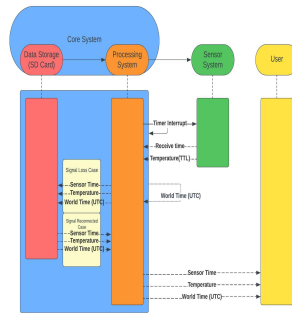 Core System
Data Storage
(SD Card)
Processing
System
Sensor
System
User
Timer Interrupt
Receive time
Temperature(TTL)
Signal Loss Case
Sensor Time
Temperature
World Time (UTC)
World Time (UTC)
Signal Reconnected
Case
Sensor Time
Temperature
World Time (UTC)
Sensor Time
Temperature
World Time (UTC)